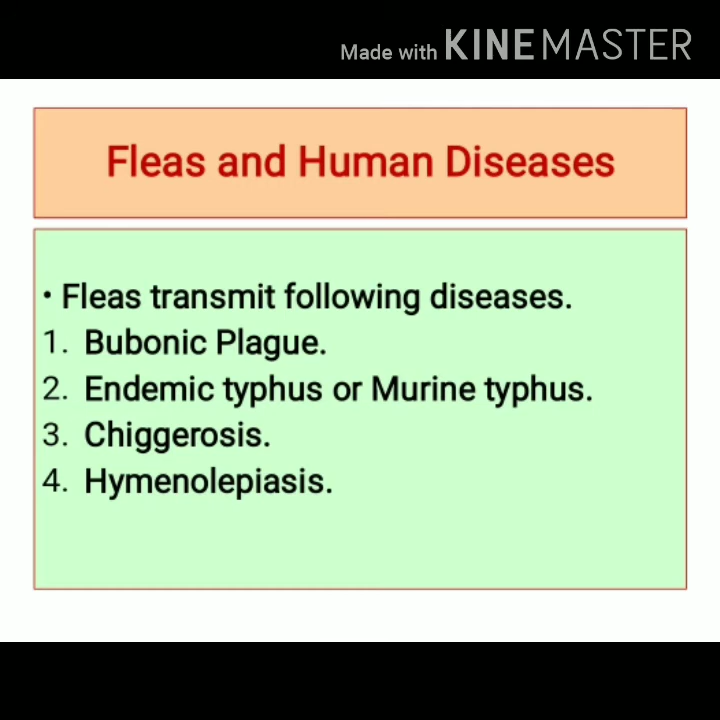 Made with KINEMASTER
Fleas and Human Diseases
• Fleas transmit following diseases.
1. Bubonic Plague.
2. Endemic typhus or Murine typhus.
3. Chiggerosis.
4. Hymenolepiasis.